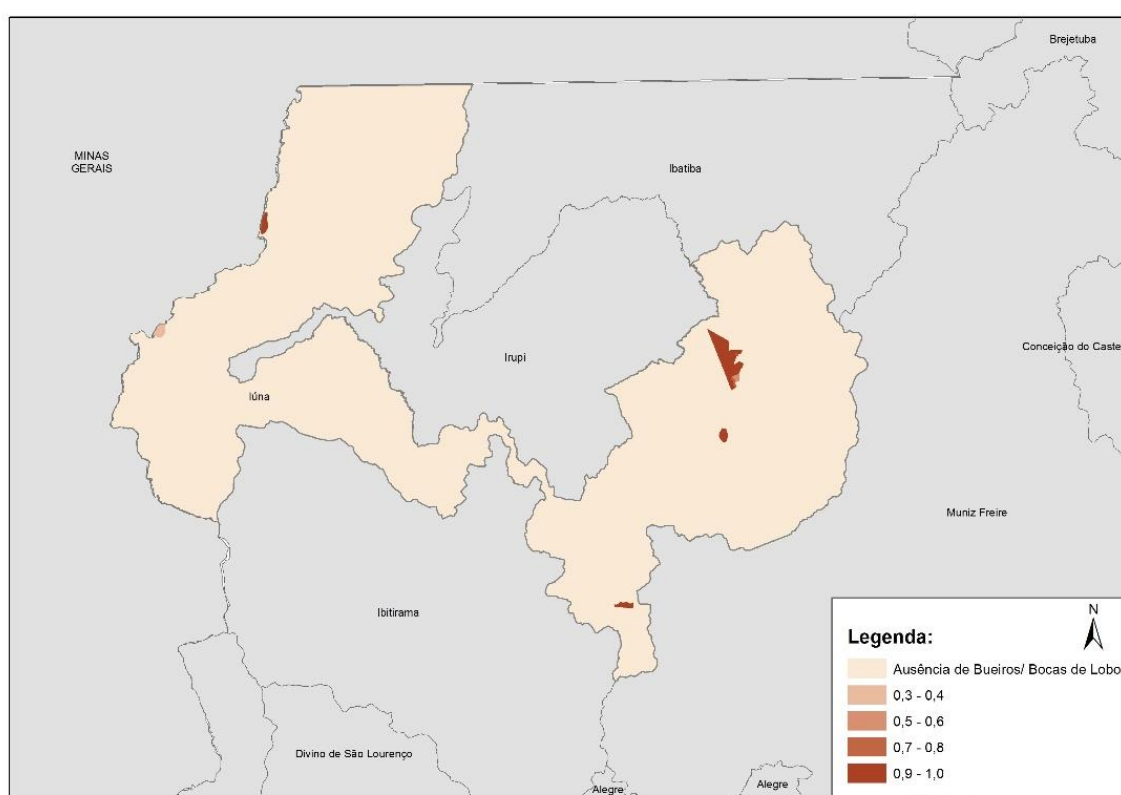 Brejetuba
MINAS
GERAIS
Ibatiba
Conceição do Caste
Irupi
Iúna
Muniz Freire
Ibitirama
N
Legenda:
Ausência de Bueiros/ Bocas de Lobo
0,3 - 0,4
0,5 - 0,6
0,7 - 0,8
0,9 - 1,0
Divino de São Lourenço
Alegre
Alegre